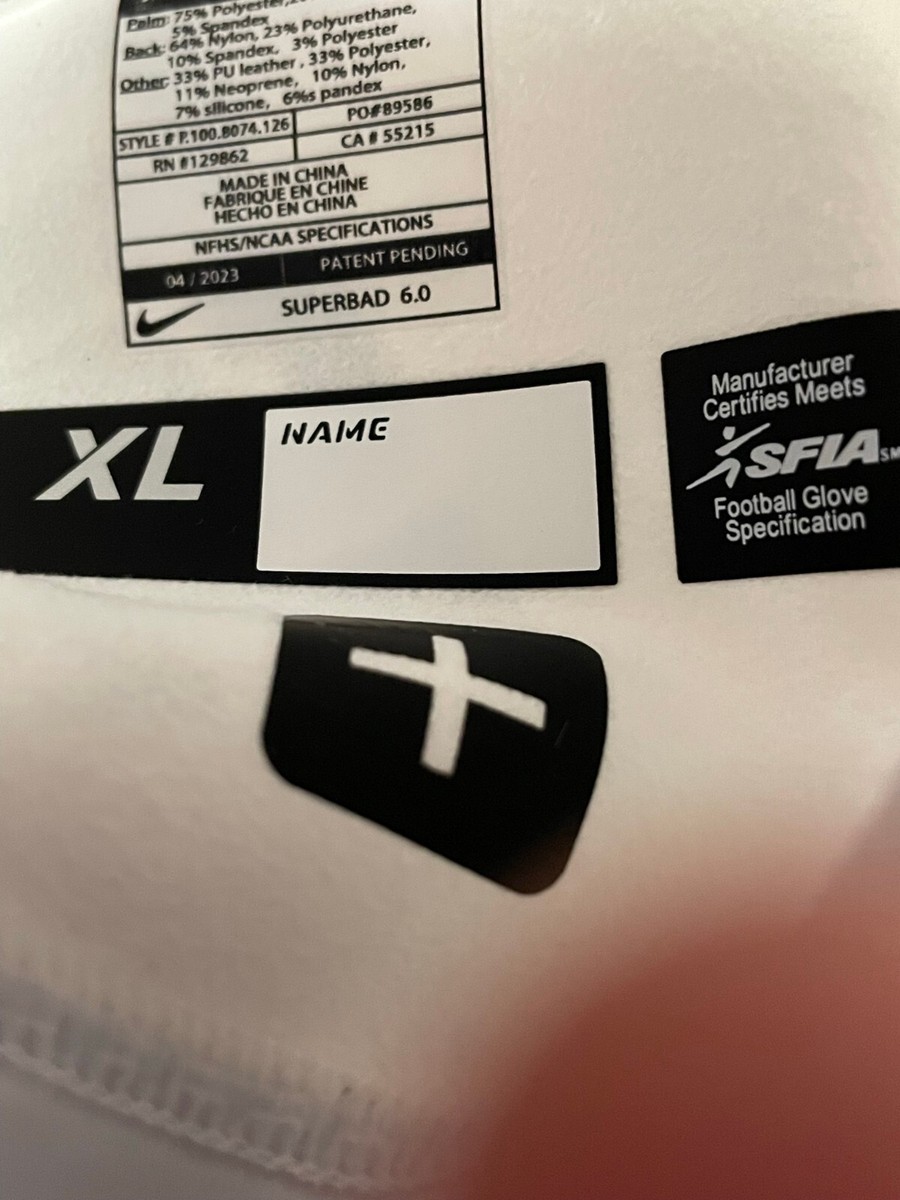 Palm: 75% Polyester,
5% Spandex
Back: 64% Nylon, 23% Polyurethane,
10% Spandex, 3% Polyester
Other: 33% PU leather , 33% Polyester,
11% Neoprene, 10% Nylon,
7% silicone, 6%s pandex
STYLE # P.100.8074.126 PO#89586
RN #129862 CA # 55215
MADE IN CHINA
FABRIQUE EN CHINE
HECHO EN CHINA
NFHS/NCAA SPECIFICATIONS
04 / 2023 PATENT PENDING
SUPERBAD 6.0
XL
NAME
Manufacturer
Certifies Meets
SFIA SM
Football Glove
Specification